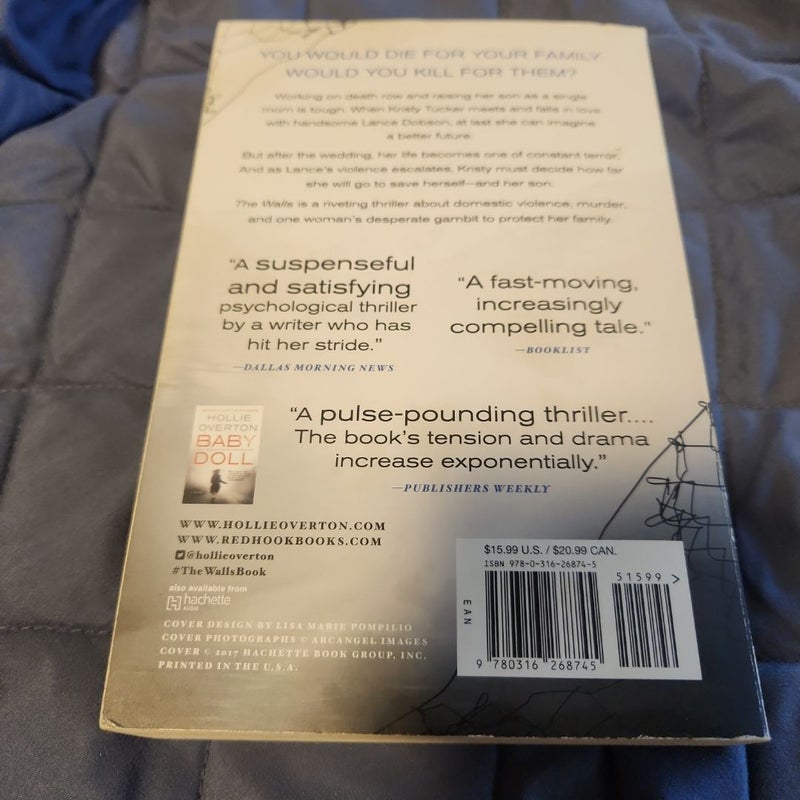 YOU WOULD DIE FOR YOUR FAMILY
WOULD YOU KILL FOR THEM?
Working on death row and raising her son as a single
mom is tough. When Kristy Tucker meets and falls in love
with handsome Lance Dobson, at last she can imagine
a better future.
But after the wedding, her life becomes one of constant terror.
And as Lance's violence escalates, Kristy must decide how far
she will go to save herself—and her son.
The Walls is a riveting thriller about domestic violence, murder,
and one woman's desperate gambit to protect her family.
"A suspenseful
and satisfying
psychological thriller
by a writer who has
hit her stride."
—DALLAS MORNING NEWS
"A fast-moving,
increasingly
compelling tale."
—BOOKLIST
HOLLIE
OVERTON
BABY
DOLL
"A pulse-pounding thriller....
The book's tension and drama
increase exponentially."
—PUBLISHERS WEEKLY
WWW.HOLLIEOVERTON.COM
WWW.REDHOOKBOOKS.COM
@hollieoverton
#TheWallsBook
also available from
hachette
AUDIO
COVER DESIGN BY LISA MARIE POMPILIO
COVER PHOTOGRAPHS © ARCANGEL IMAGES
COVER © 2017 HACHETTE BOOK GROUP, INC.
PRINTED IN THE U.S.A.
$15.99 U.S. / $20.99 CAN.
ISBN 978-0-316-26874-5
51599 >
EAN
9 780316 268745